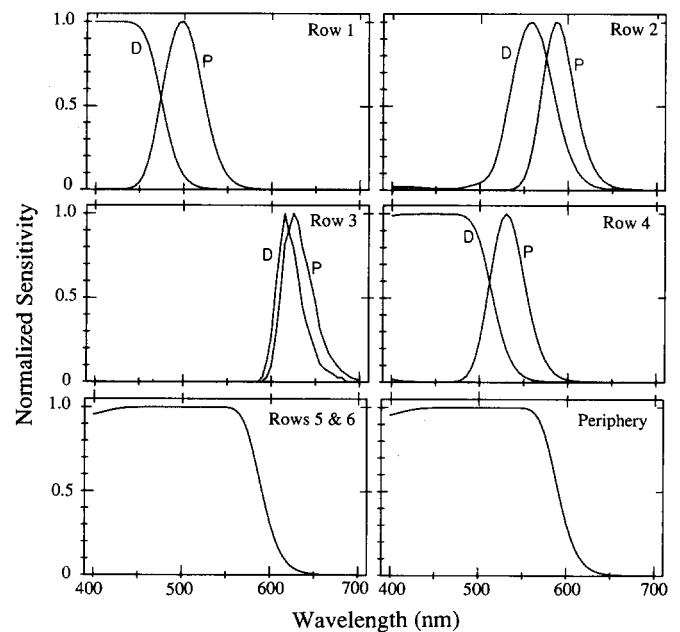 1.0
D
P
Row 1
0.5
0
D
P
Row 2
Normalized Sensitivity
1.0
D
P
Row 3
0.5
0
D
P
Row 4
1.0
Rows 5 & 6
0.5
0
Periphery
400 500 600 700
400 500 600 700
Wavelength (nm)